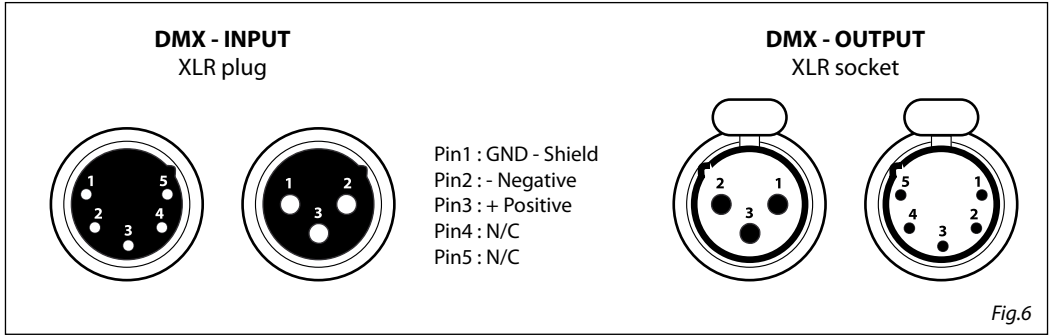 DMX - INPUT
XLR plug
1 5
2 4
3
1 2
3
Pin1 : GND - Shield
Pin2 : - Negative
Pin3 : + Positive
Pin4 : N/C
Pin5 : N/C
DMX - OUTPUT
XLR socket
2 1
3
5 1
4 2
3
Fig.6